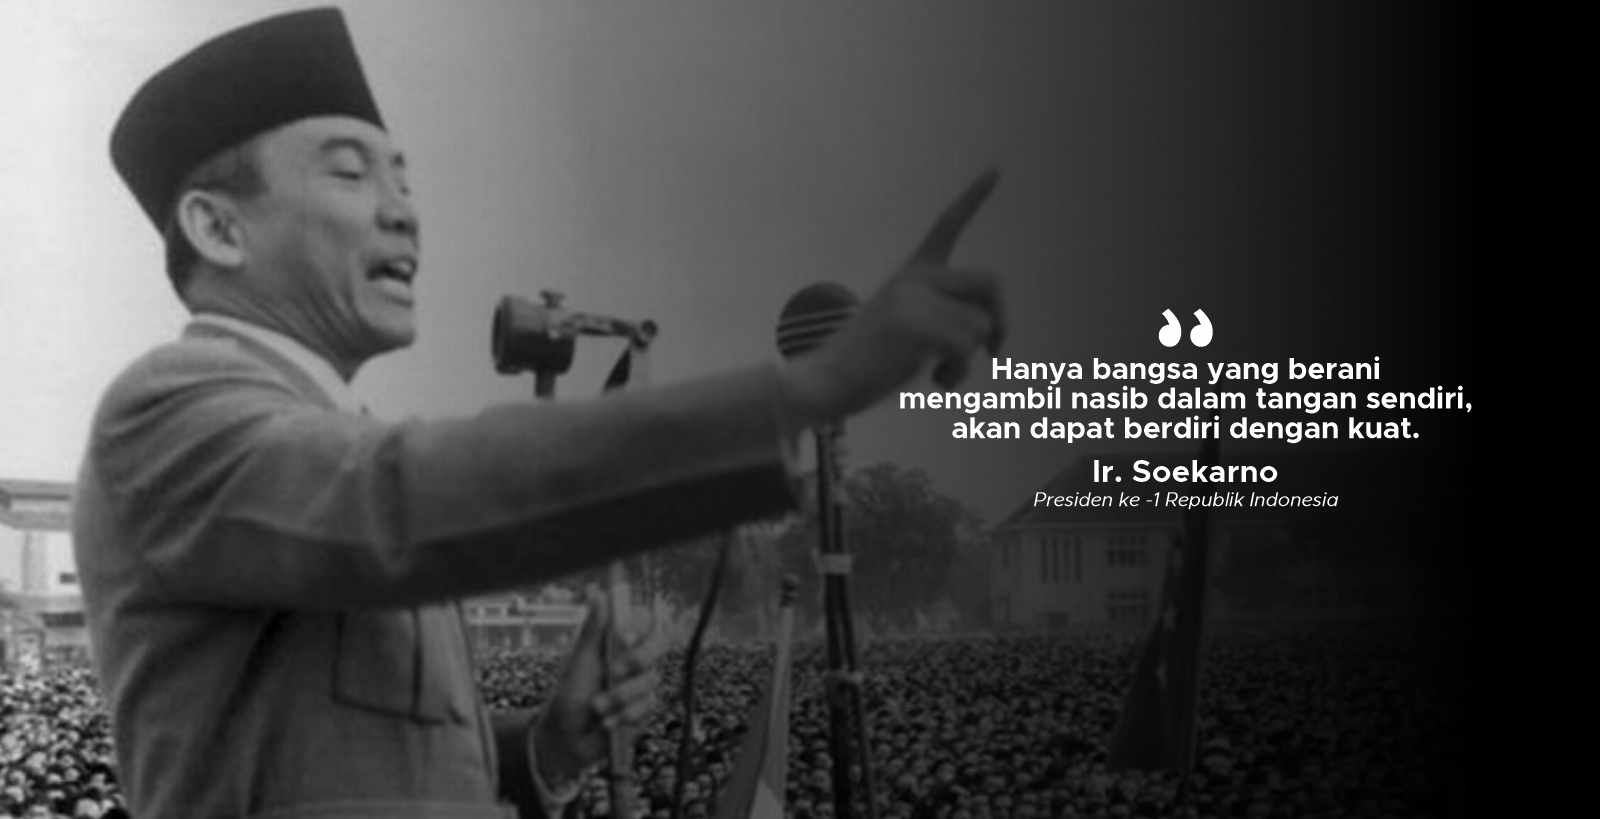 Hanya bangsa yang berani
mengambil nasib dalam tangan sendiri,
akan dapat berdiri dengan kuat.
Ir. Soekarno
Presiden ke -1 Republik Indonesia